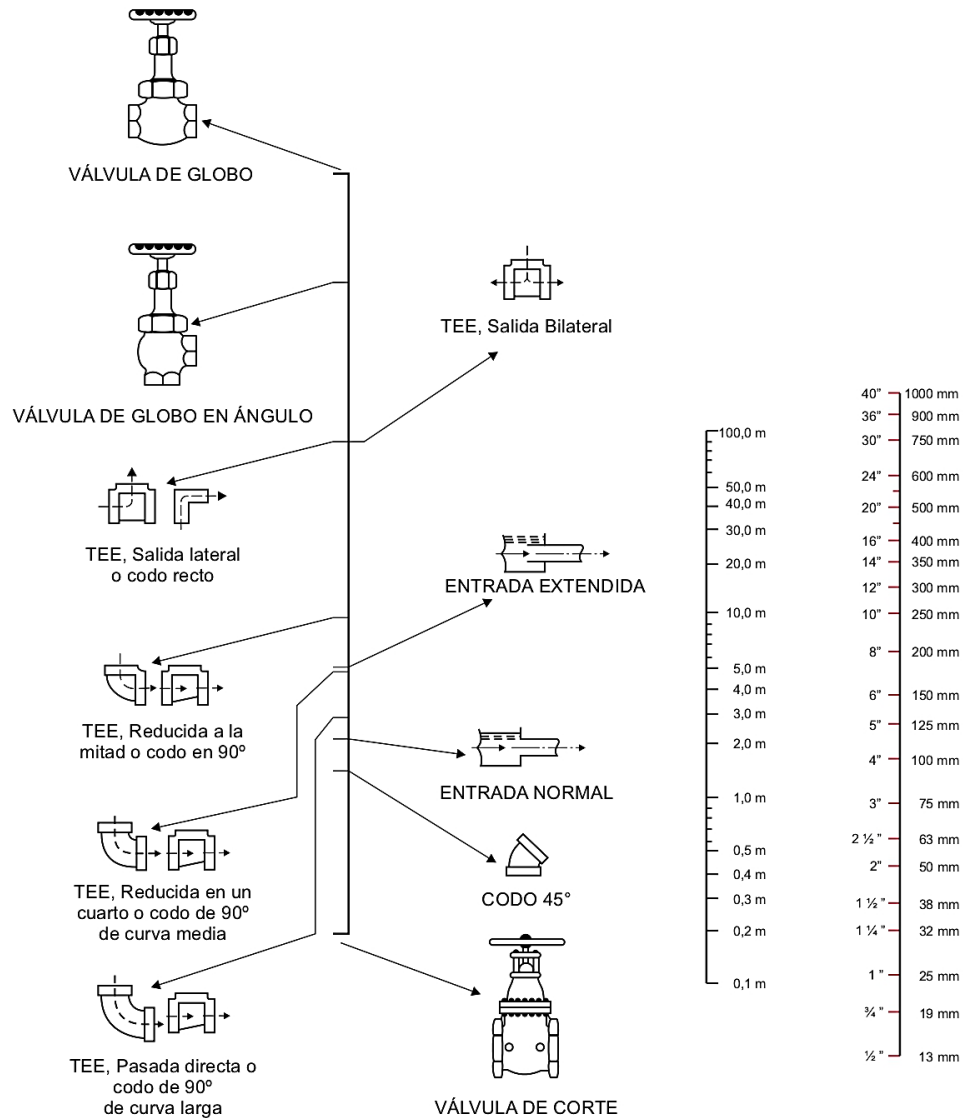 VÁLVULA DE GLOBO
VÁLVULA DE GLOBO EN ÁNGULO
TEE, Salida lateral
o codo recto
TEE, Reducida a la
mitad o codo en 90º
TEE, Reducida en un
cuarto o codo de 90º
de curva media
TEE, Pasada directa o
codo de 90º
de curva larga
TEE, Salida Bilateral
ENTRADA EXTENDIDA
ENTRADA NORMAL
CODO 45°
VÁLVULA DE CORTE
100,0 m
50,0 m
40,0 m
30,0 m
20,0 m
10,0 m
5,0 m
4,0 m
3,0 m
2,0 m
1,0 m
0,5 m
0,4 m
0,3 m
0,2 m
0,1 m
40” 1000 mm
36” 900 mm
30” 750 mm
24” 600 mm
20” 500 mm
16” 400 mm
14” 350 mm
12” 300 mm
10” 250 mm
8” 200 mm
6” 150 mm
5” 125 mm
4” 100 mm
3” 75 mm
2 ½ ” 63 mm
2” 50 mm
1 ½ ” 38 mm
1 ¼ ” 32 mm
1 ” 25 mm
¾ ” 19 mm
½ ” 13 mm